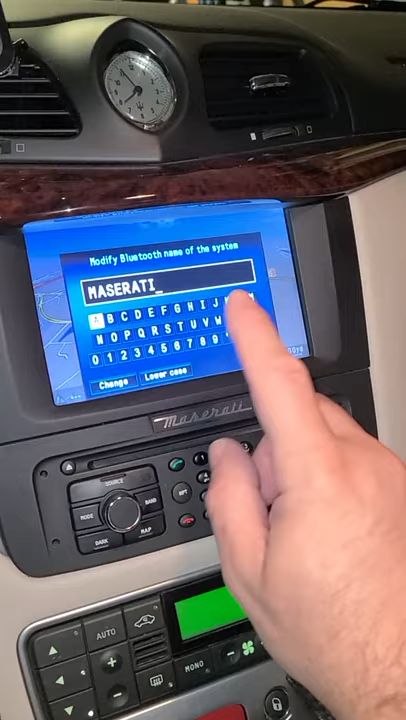 Modify Bluetooth name of the system
MASERATI_
A B C D E F G H I J
N O P Q R S T U V W
0 1 2 3 4 5 6 7 8 9
Change
Lower case
Maserati
SOURCE
MODE
BAND
DARK
MAP
RPT
AUTO
MONO